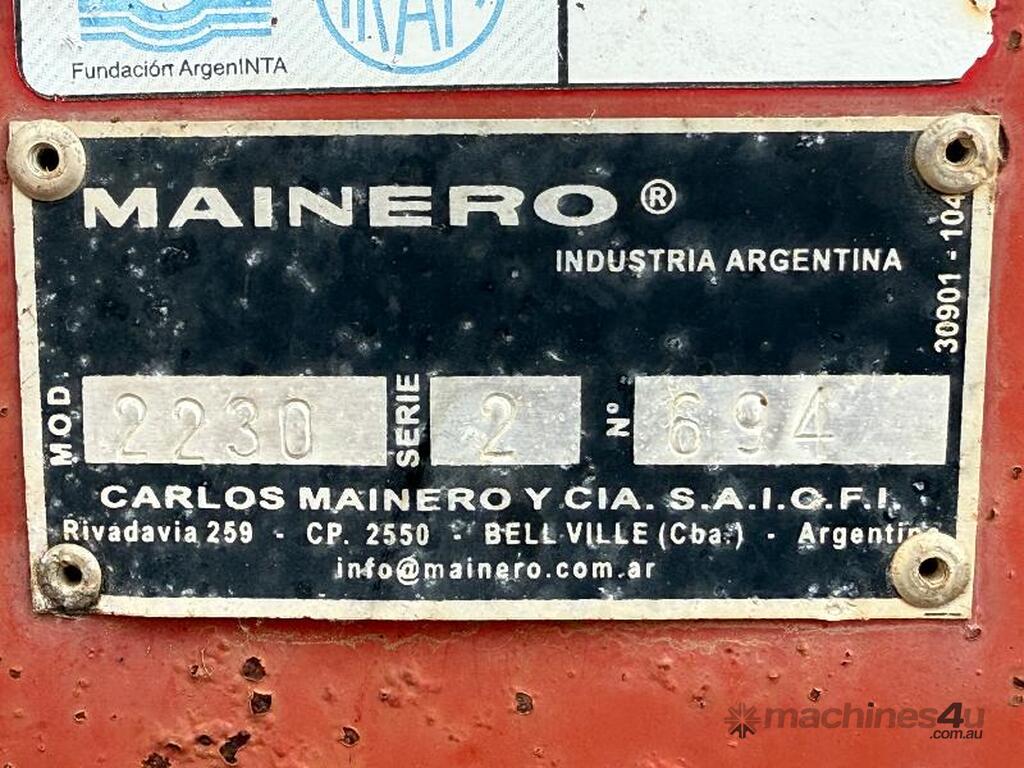 Fundación ArgenINTA
MAINERO ®
INDUSTRIA ARGENTINA
30901 - 104
MOD. 2230 SERIE 2 Nº 694
CARLOS MAINERO Y CIA. S.A.I.C.F.I.
Rivadavia 259 - CP. 2550 - BELL VILLE (Cba.) - Argentina
info@mainero.com.ar
machines4u
.com.au